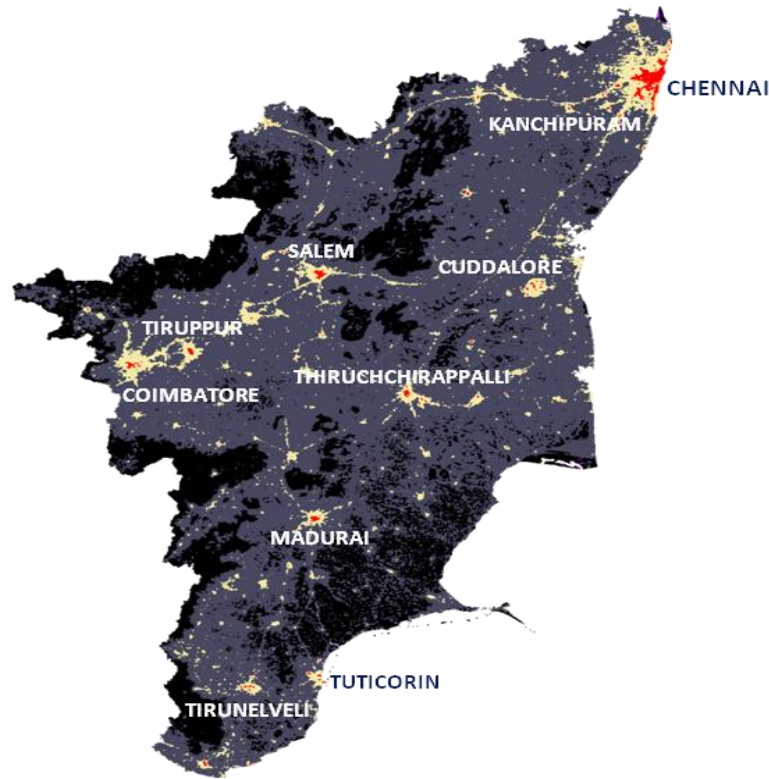 CHENNAI
KANCHIPURAM
SALEM
CUDDALORE
TIRUPPUR
THIRUCHCHIRAPPALLI
COIMBATORE
MADURAI
TUTICORIN
TIRUNELVELI